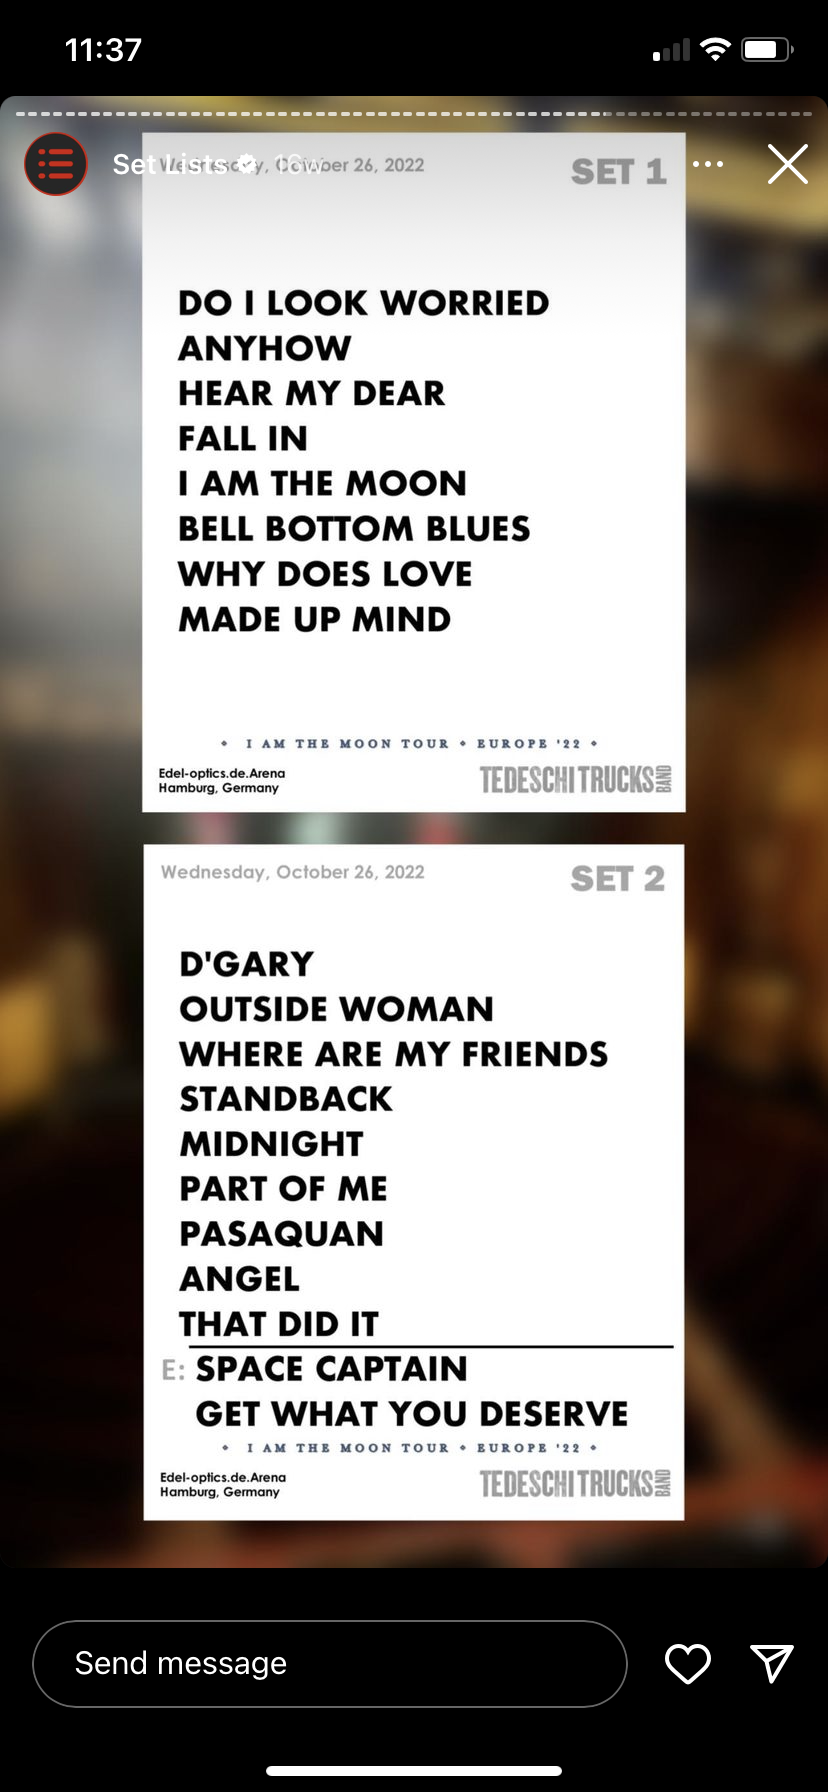 11:37
Set Lists 16w
Wednesday, October 26, 2022
SET 1
DO I LOOK WORRIED
ANYHOW
HEAR MY DEAR
FALL IN
I AM THE MOON
BELL BOTTOM BLUES
WHY DOES LOVE
MADE UP MIND
I AM THE MOON TOUR • EUROPE '22
Edel-optics.de.Arena
Hamburg, Germany
TEDESCHI TRUCKS BAND
Wednesday, October 26, 2022
SET 2
D'GARY
OUTSIDE WOMAN
WHERE ARE MY FRIENDS
STANDBACK
MIDNIGHT
PART OF ME
PASAQUAN
ANGEL
THAT DID IT
E: SPACE CAPTAIN
GET WHAT YOU DESERVE
I AM THE MOON TOUR • EUROPE '22
Edel-optics.de.Arena
Hamburg, Germany
TEDESCHI TRUCKS BAND
Send message